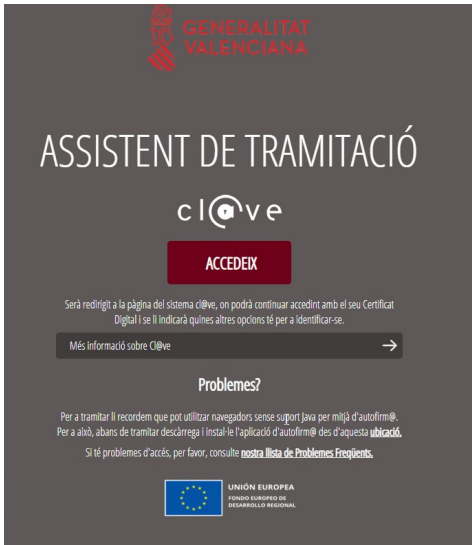 GENERALITAT
VALENCIANA
ASSISTENT DE TRAMITACIÓ
cl@ve
ACCEDEIX
Serà redirigit a la pàgina del sistema cl@ve, on podrà continuar accedint amb el seu Certificat
Digital i se li indicarà quines altres opcions té per a identificar-se.
Més informació sobre Cl@ve
Problemes?
Per a tramitar li recordem que pot utilitzar navegadors sense suport Java per mitjà d'autofirm@.
Per a això, abans de tramitar descàrrega i instal·le l'aplicació d'autofirm@ des d'aquesta ubicació.
Si té problemes d'accés, per favor, consulte nostra llista de Problemes Freqüents.
UNIÓN EUROPEA
FONDO EUROPEO DE
DESARROLLO REGIONAL